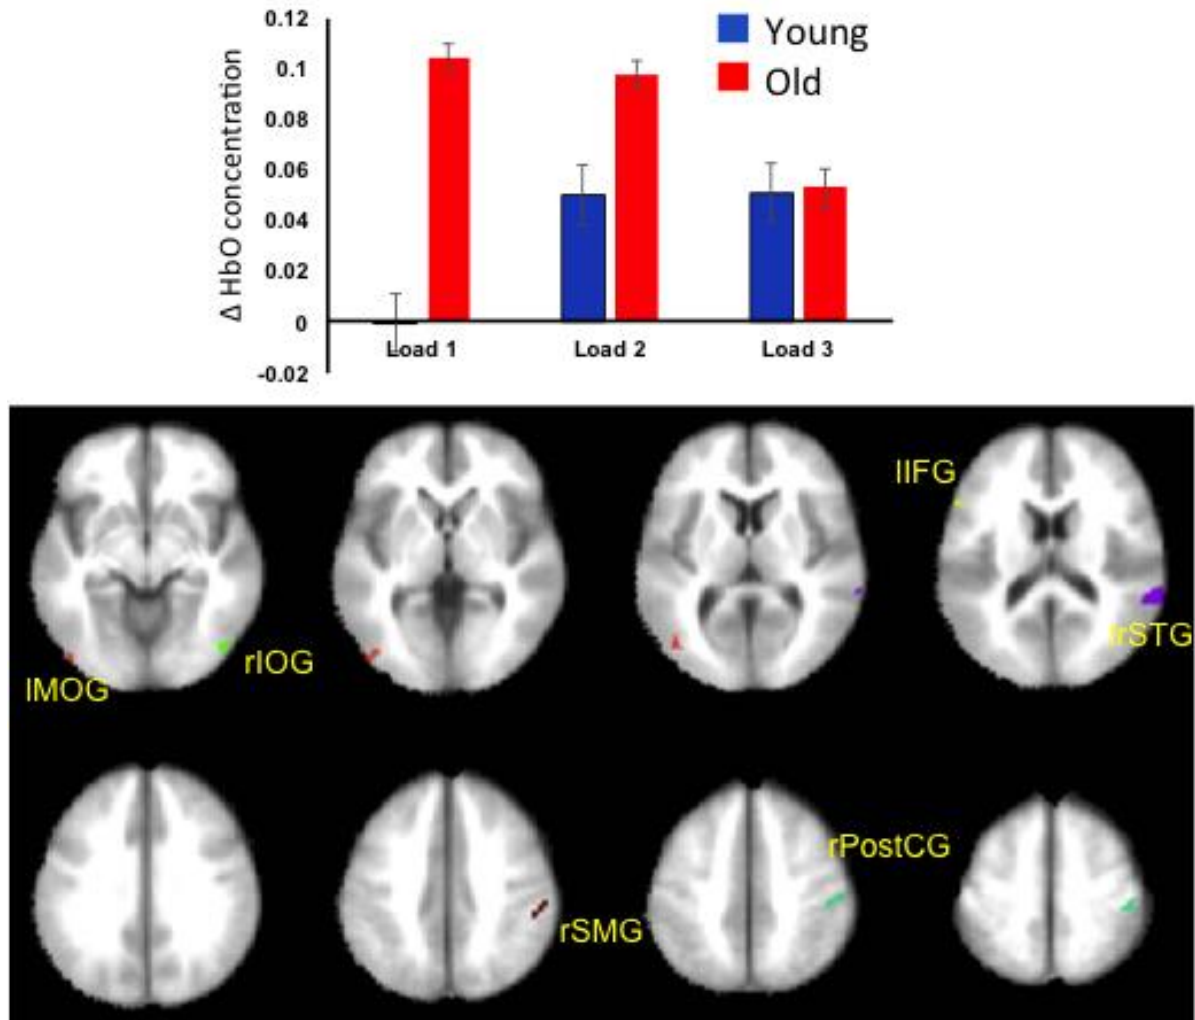 0.12
0.1
0.08
0.06
0.04
0.02
0
-0.02
Δ HbO concentration
Young
Old
Load 1
Load 2
Load 3
lIFG
rSTG
rIOG
lMOG
rPostCG
rSMG